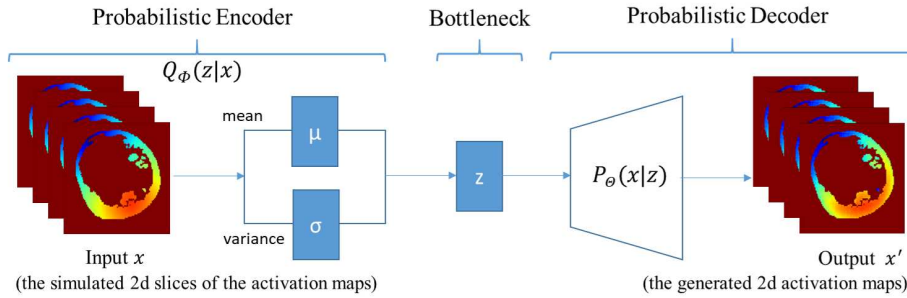 Probabilistic Encoder
Bottleneck
Probabilistic Decoder
Q_Φ(z|x)
mean
μ
variance
σ
z
P_Θ(x|z)
Input x
(the simulated 2d slices of the activation maps)
Output x′
(the generated 2d activation maps)